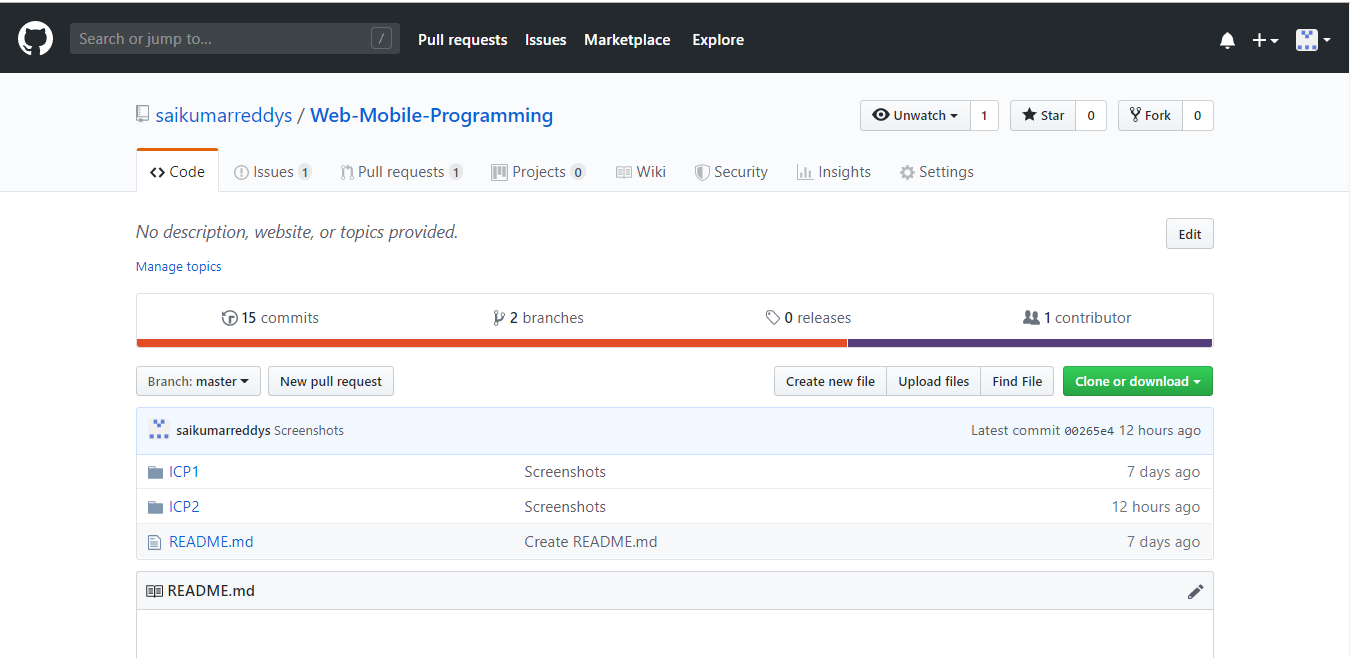 Search or jump to... / Pull requests Issues Marketplace Explore
saikumarreddys / Web-Mobile-Programming Unwatch 1 Star 0 Fork 0
Code Issues 1 Pull requests 1 Projects 0 Wiki Security Insights Settings
No description, website, or topics provided. Edit
Manage topics
15 commits 2 branches 0 releases 1 contributor
Branch: master New pull request Create new file Upload files Find File Clone or download
saikumarreddys Screenshots Latest commit 00265e4 12 hours ago
ICP1 Screenshots 7 days ago
ICP2 Screenshots 12 hours ago
README.md Create README.md 7 days ago
README.md